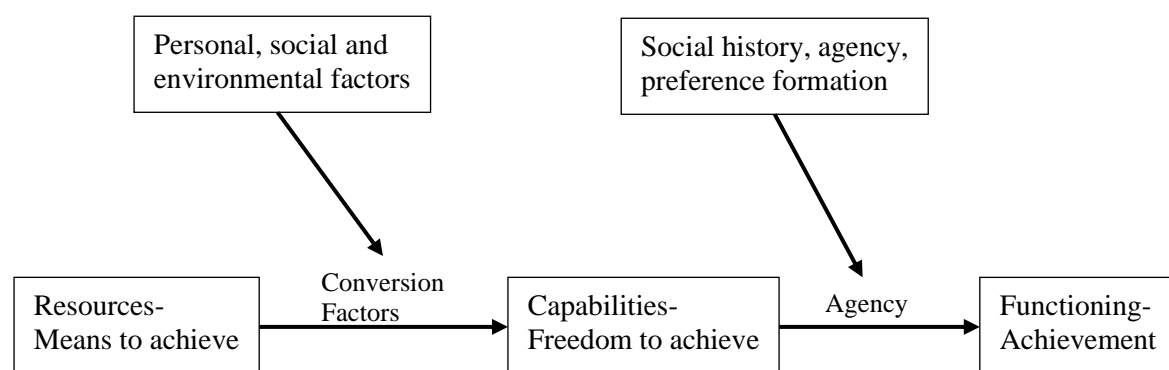 Personal, social and
environmental factors
Social history, agency,
preference formation
Resources-
Means to achieve
Conversion
Factors
Capabilities-
Freedom to achieve
Agency
Functioning-
Achievement